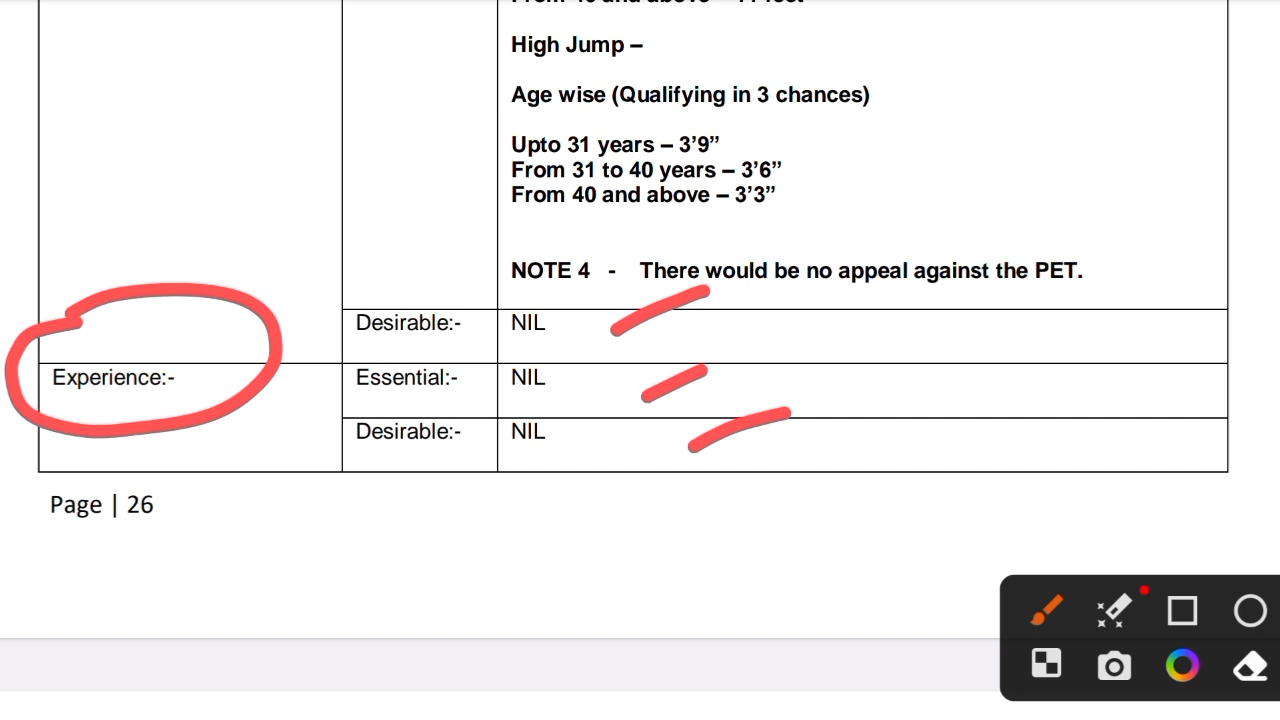 High Jump –
Age wise (Qualifying in 3 chances)
Upto 31 years – 3’9”
From 31 to 40 years – 3’6”
From 40 and above – 3’3”
NOTE 4 - There would be no appeal against the PET.
Desirable:- NIL
Experience:- Essential:- NIL
Desirable:- NIL
Page | 26